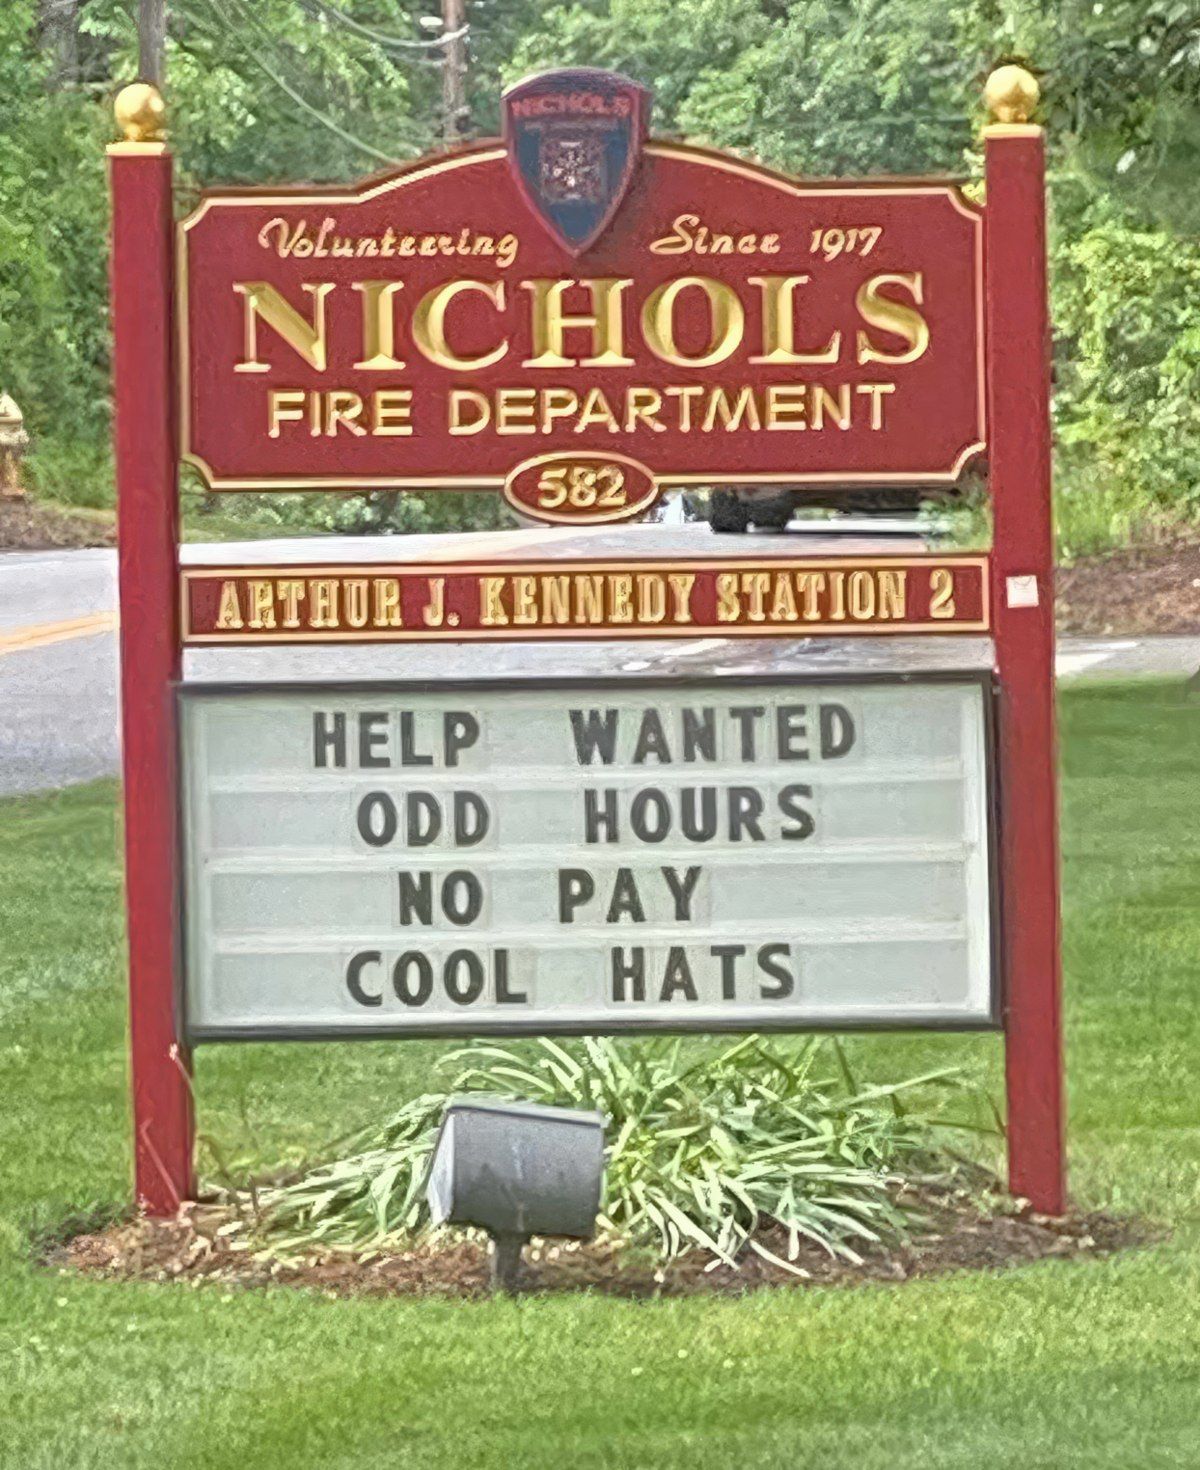 NICHOLS
Volunteering Since 1917
NICHOLS
FIRE DEPARTMENT
582
ARTHUR J. KENNEDY STATION 2
HELP WANTED
ODD HOURS
NO PAY
COOL HATS